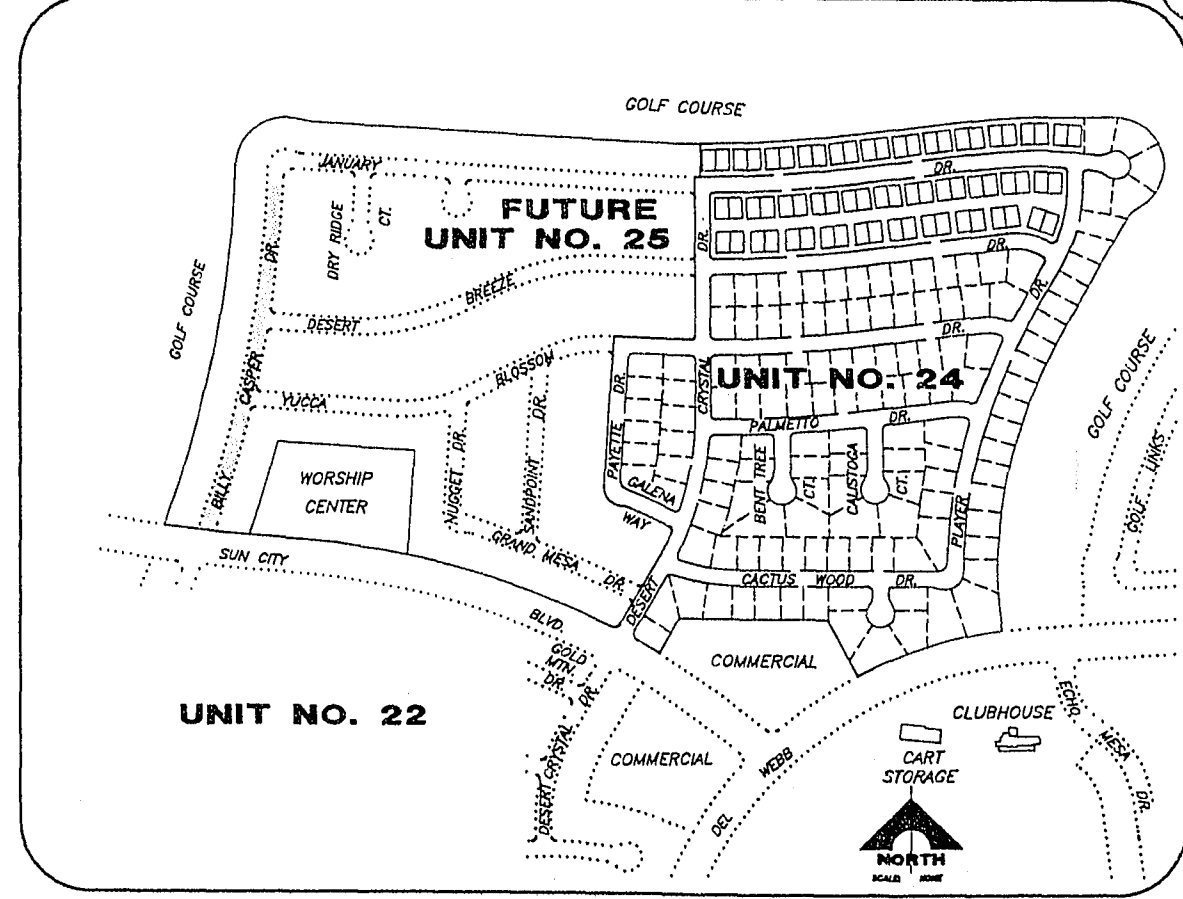 GOLF COURSE
JANUARY
DR.
DRY RIDGE
CT.
FUTURE
UNIT NO. 25
DR.
DR.
DR.
GOLF COURSE
BREEZE
DR.
DESERT
DR.
GOLF COURSE
BLOSSOM
CASPER
DR.
CRYSTAL
UNIT NO. 24
YUCCA
DR.
PALMETTO
DR.
PAYETTE
BENT TREE
CT.
CALISTOGA
CT.
WORSHIP
CENTER
BILLY
NUGGET
DR.
SANDPOINT
GALENA
WAY
PLAYER
GOLF LINKS
SUN CITY
GRAND MESA
DR.
DESERT
CACTUS WOOD DR.
BLVD.
GOLD
MTN.
DR.
DR.
COMMERCIAL
UNIT NO. 22
DESERT CRYSTAL
COMMERCIAL
DEL
WEBB
ECHO
MESA
DR.
CLUBHOUSE
CART
STORAGE
NORTH
SCALE: NONE